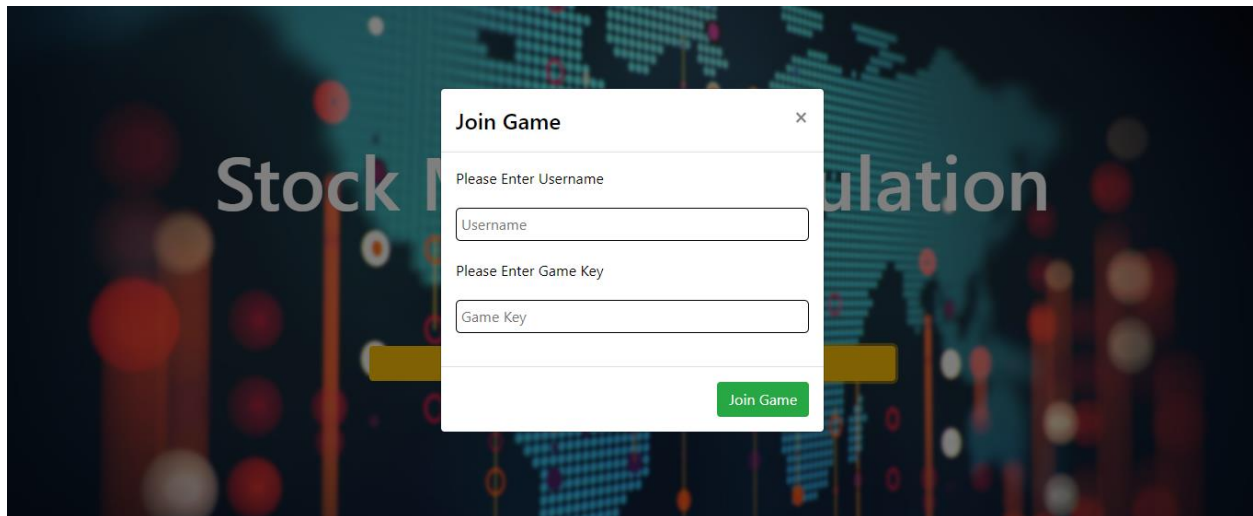 Join Game ×
Stock ulation
Please Enter Username
Username
Please Enter Game Key
Game Key
Join Game